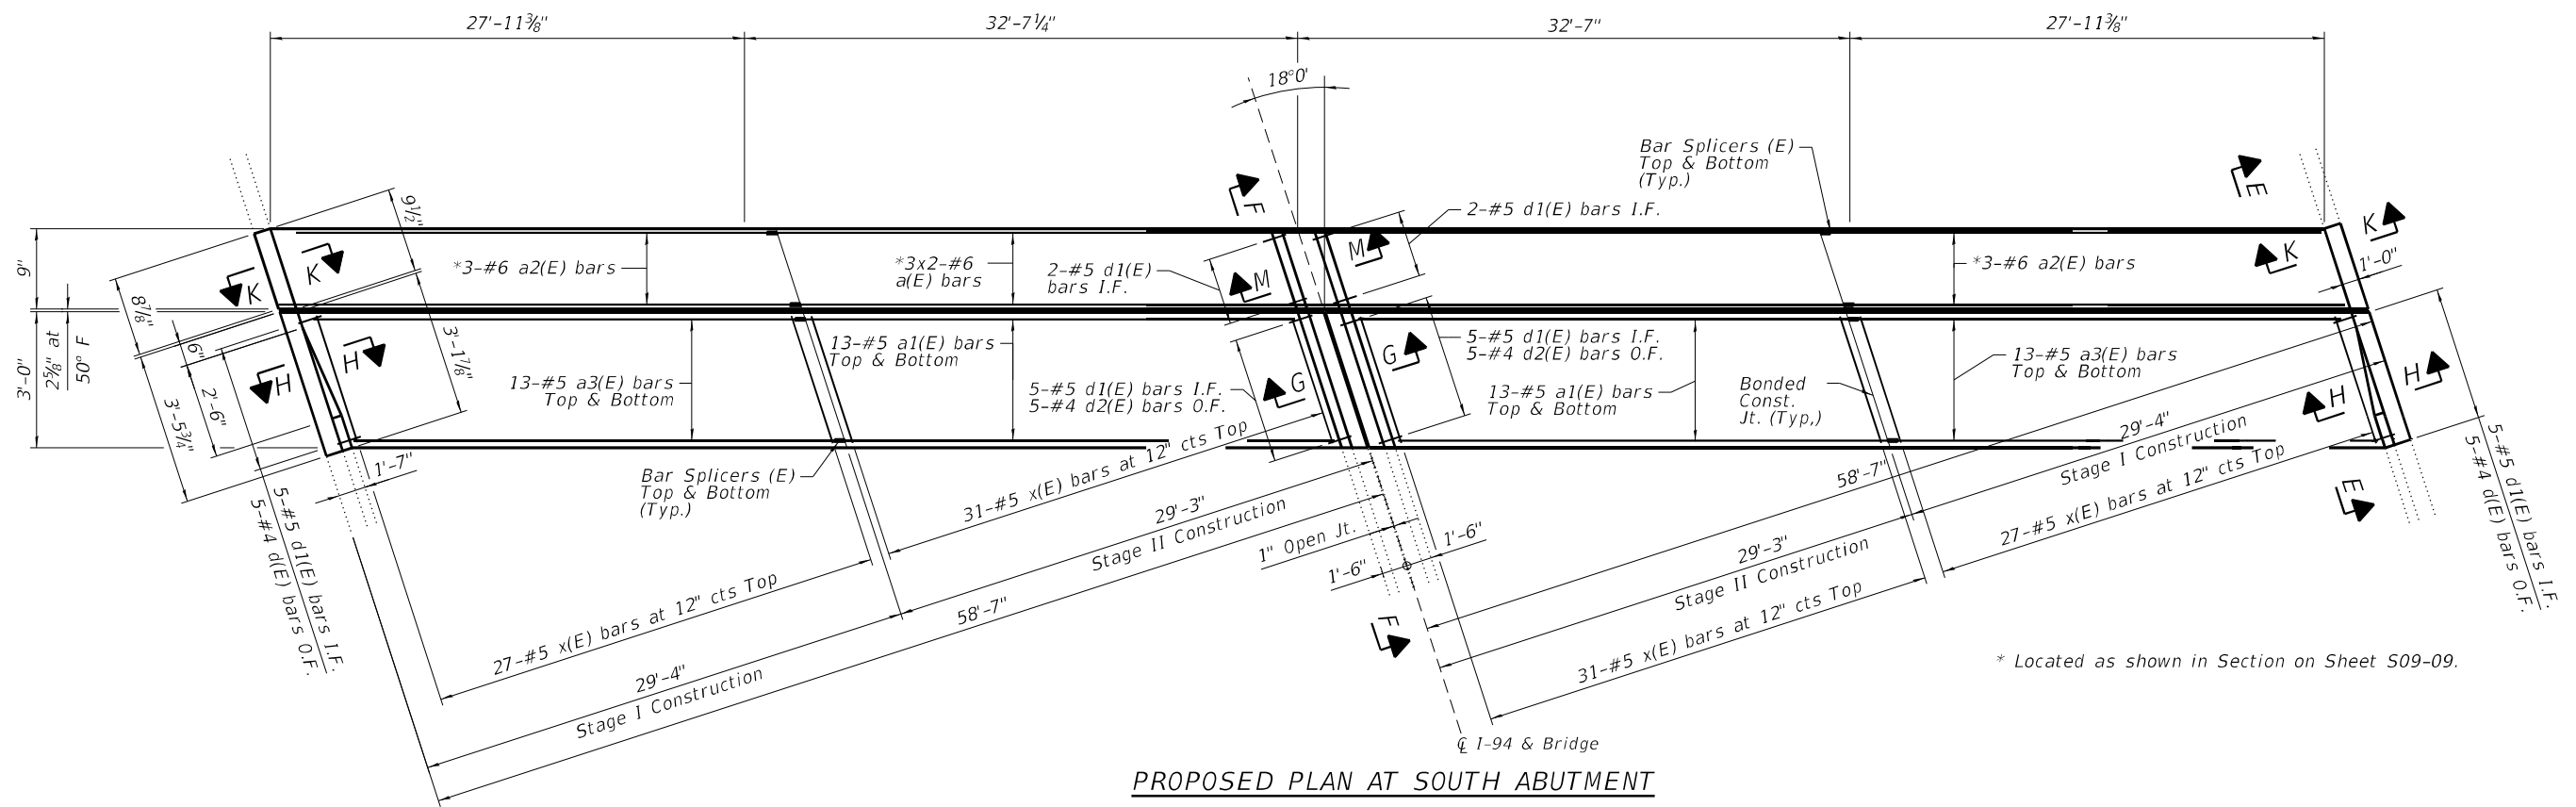 27'-11⅜"
32'-7¼"
32'-7"
27'-11⅜"
18°0'
Bar Splicers (E)
Top & Bottom
(Typ.)
E
F
2-#5 d1(E) bars I.F.
9½"
K
K
M
K
K
1'-0"
9"
*3-#6 a2(E) bars
*3x2-#6
a(E) bars
2-#5 d1(E)
bars I.F.
M
*3-#6 a2(E) bars
8⅞"
3'-1⅞"
6"
3'-0"
2⅝" at
50° F
H
H
2'-6"
3'-5¾"
13-#5 a3(E) bars
Top & Bottom
13-#5 a1(E) bars
Top & Bottom
5-#5 d1(E) bars I.F.
5-#4 d2(E) bars O.F.
G
G
5-#5 d1(E) bars I.F.
5-#4 d2(E) bars O.F.
13-#5 a1(E) bars
Top & Bottom
Bonded
Const.
Jt. (Typ,)
13-#5 a3(E) bars
Top & Bottom
H
H
1'-7"
5-#5 d1(E) bars I.F.
5-#4 d(E) bars O.F.
Bar Splicers (E)
Top & Bottom
(Typ.)
31-#5 x(E) bars at 12" cts Top
29'-3"
Stage II Construction
1" Open Jt.
1'-6"
1'-6"
58'-7"
29'-4"
Stage I Construction
27-#5 x(E) bars at 12" cts Top
E
5-#5 d1(E) bars I.F.
5-#4 d(E) bars O.F.
27-#5 x(E) bars at 12" cts Top
58'-7"
29'-4"
Stage I Construction
F
29'-3"
Stage II Construction
31-#5 x(E) bars at 12" cts Top
* Located as shown in Section on Sheet S09-09.
℄ I-94 & Bridge
PROPOSED PLAN AT SOUTH ABUTMENT